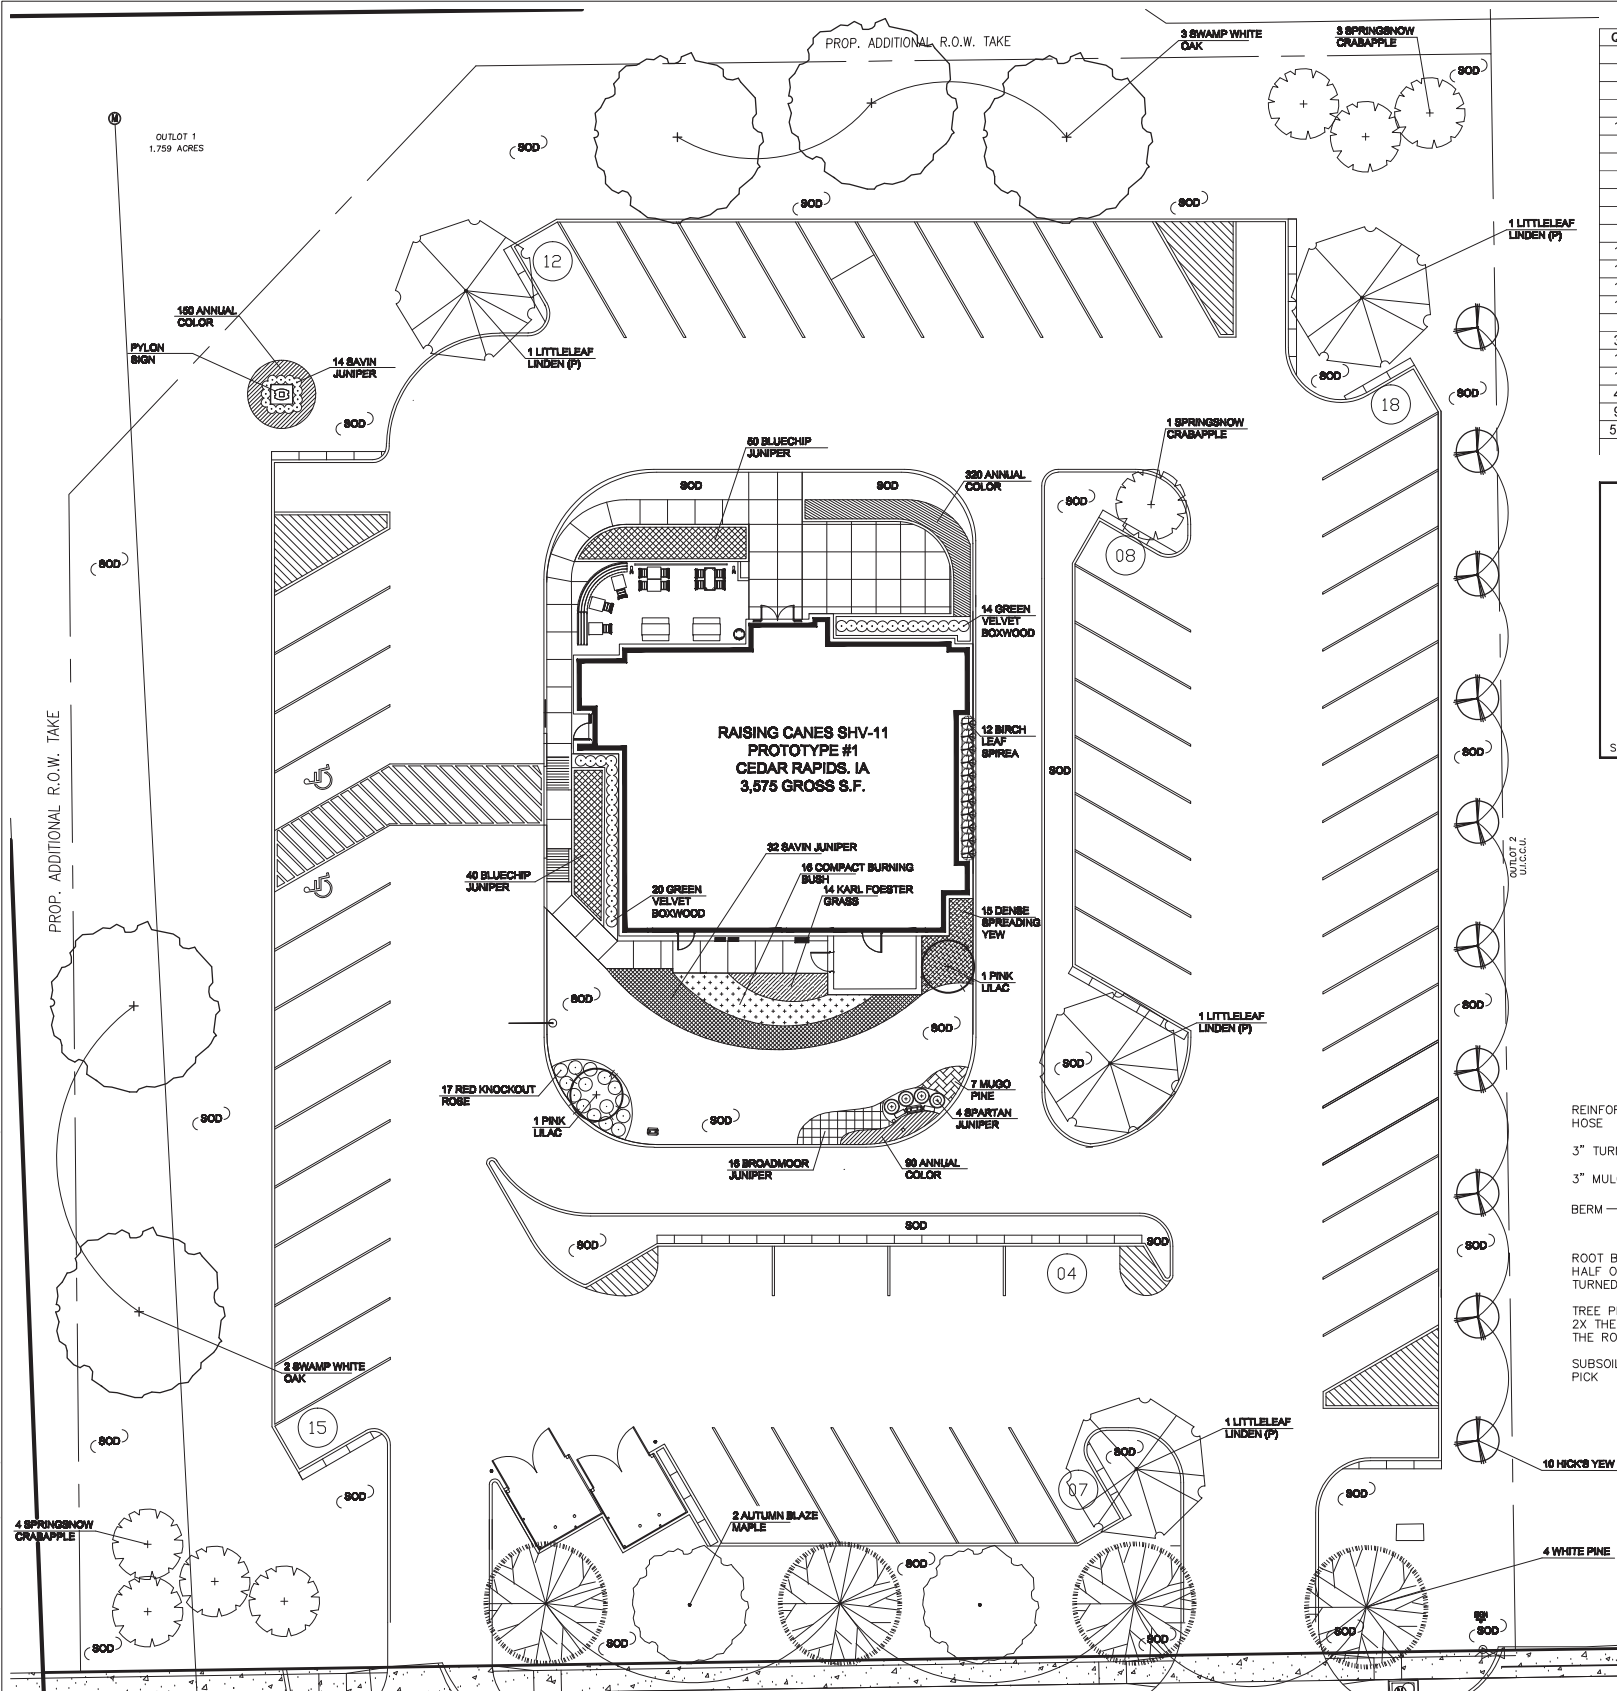 PROP. ADDITIONAL R.O.W. TAKE
3 SWAMP WHITE
OAK
3 SPRINGSNOW
CRABAPPLE
SOD
OUTLOT 1
1.759 ACRES
SOD
SOD
SOD
1 LITTLELEAF
LINDEN (P)
12
150 ANNUAL
COLOR
PYLON
SIGN
14 SAVIN
JUNIPER
1 LITTLELEAF
LINDEN (P)
SOD
SOD
SOD
18
1 SPRINGSNOW
CRABAPPLE
50 BLUECHIP
JUNIPER
320 ANNUAL
COLOR
SOD
SOD
SOD
08
SOD
14 GREEN
VELVET
BOXWOOD
PROP. ADDITIONAL R.O.W. TAKE
RAISING CANES SHV-11
PROTOTYPE #1
CEDAR RAPIDS. IA
3,575 GROSS S.F.
12 BIRCH
LEAF
SPIREA
SOD
SOD
32 SAVIN JUNIPER
16 COMPACT BURNING
BUSH
14 KARL FOESTER
GRASS
40 BLUECHIP
JUNIPER
20 GREEN
VELVET
BOXWOOD
15 DENSE
SPREADING
YEW
OUTLOT 2
U.I.C.C.U.
1 PINK
LILAC
SOD
SOD
SOD
1 LITTLELEAF
LINDEN (P)
SOD
17 RED KNOCKOUT
ROSE
1 PINK
LILAC
SOD
SOD
7 MUGO
PINE
4 SPARTAN
JUNIPER
16 BROADMOOR
JUNIPER
90 ANNUAL
COLOR
HOSE
BERM
SOD
SOD
SOD
SOD
04
TURNED
TREE
2X THE
PICK
2 SWAMP WHITE
OAK
15
SOD
1 LITTLELEAF
LINDEN (P)
SOD
07
10 HICK'S YEW
SOD
SOD
4 SPRINGSNOW
CRABAPPLE
2 AUTUMN BLAZE
MAPLE
SOD
4 WHITE PINE
SIGN
SOD
SOD
SOD
SOD
SOD